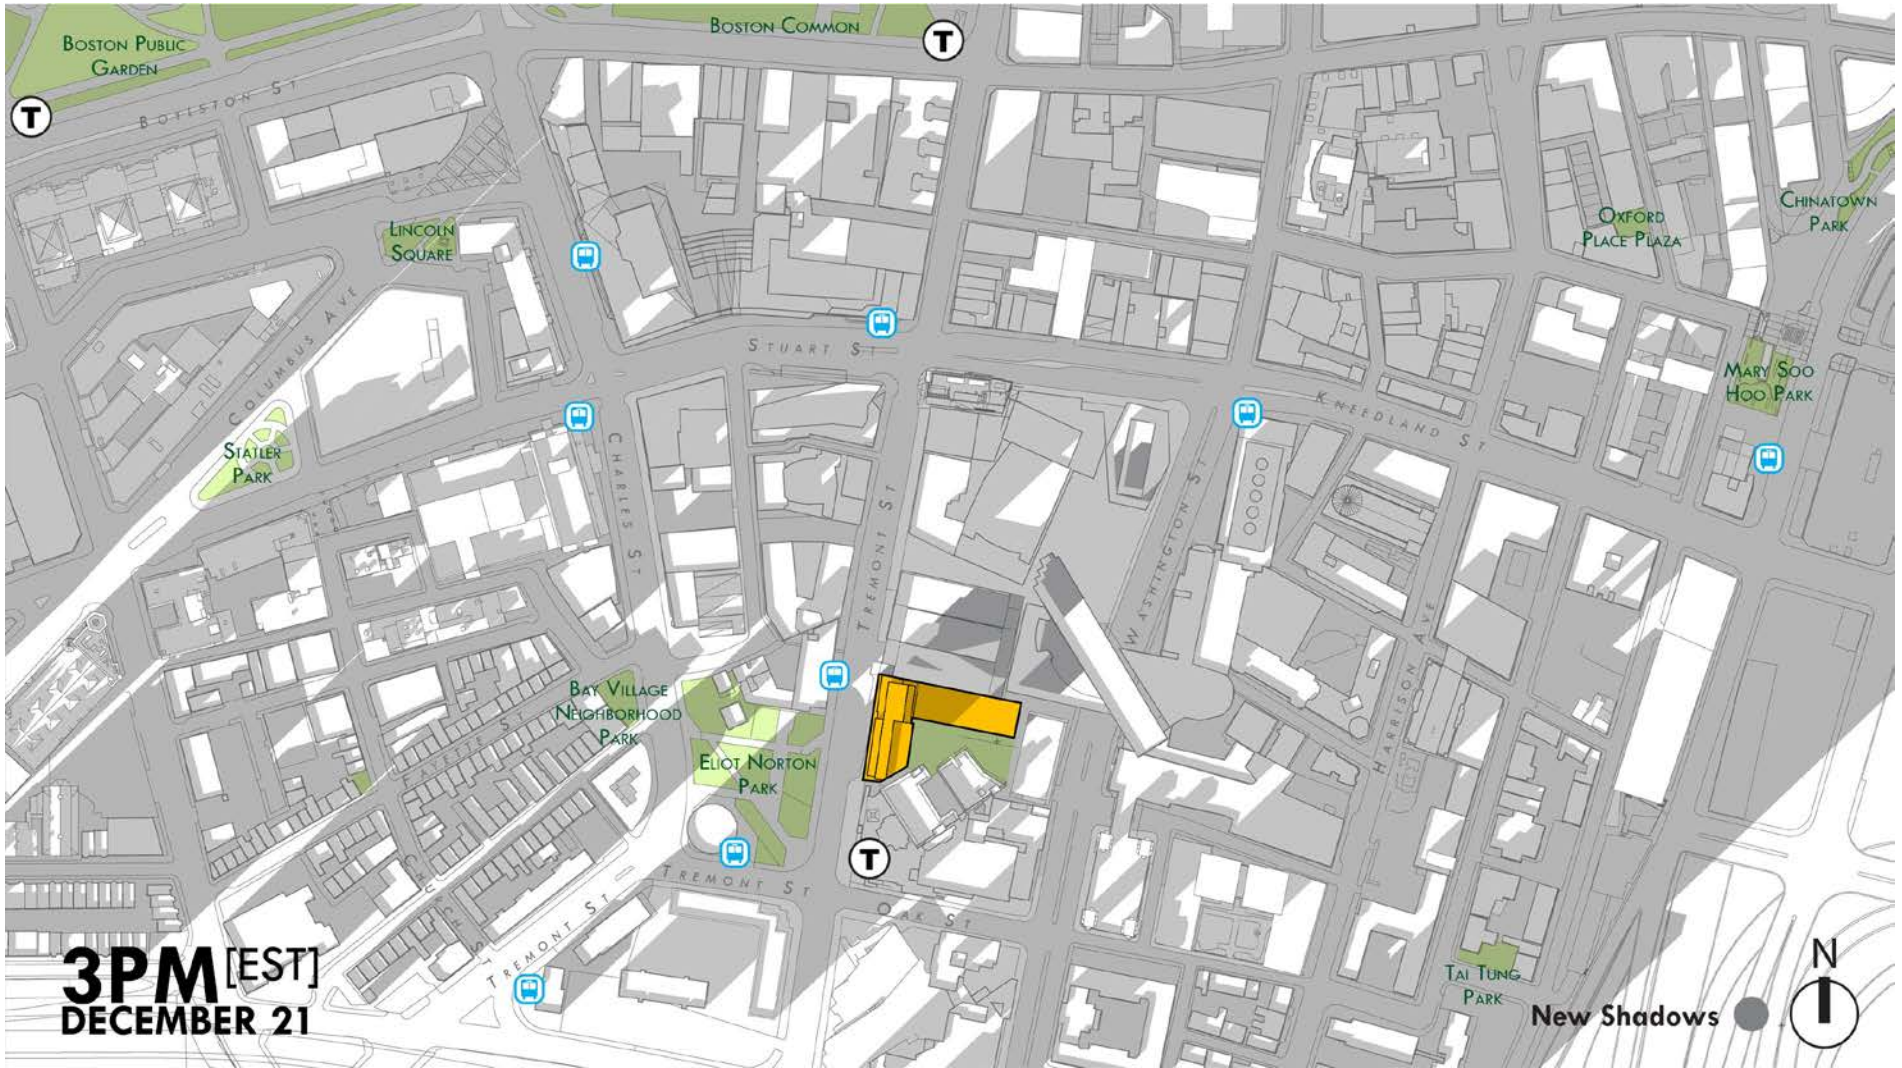 BOSTON PUBLIC
GARDEN
BOSTON COMMON
T
T
BOYLSTON ST
LINCOLN
SQUARE
OXFORD
PLACE PLAZA
CHINATOWN
PARK
COLUMBUS AVE
STUART ST
MARY SOO
HOO PARK
KNEEDLAND ST
STATLER
PARK
CHARLES ST
TREMONT ST
WASHINGTON ST
HARRISON AVE
BAY VILLAGE
NEIGHBORHOOD
PARK
FAYETTE ST
ELIOT NORTON
PARK
CHURCH ST
T
TREMONT ST
TREMONT ST
OAK ST
TAI TUNG
PARK
3PM [EST]
DECEMBER 21
New Shadows
N